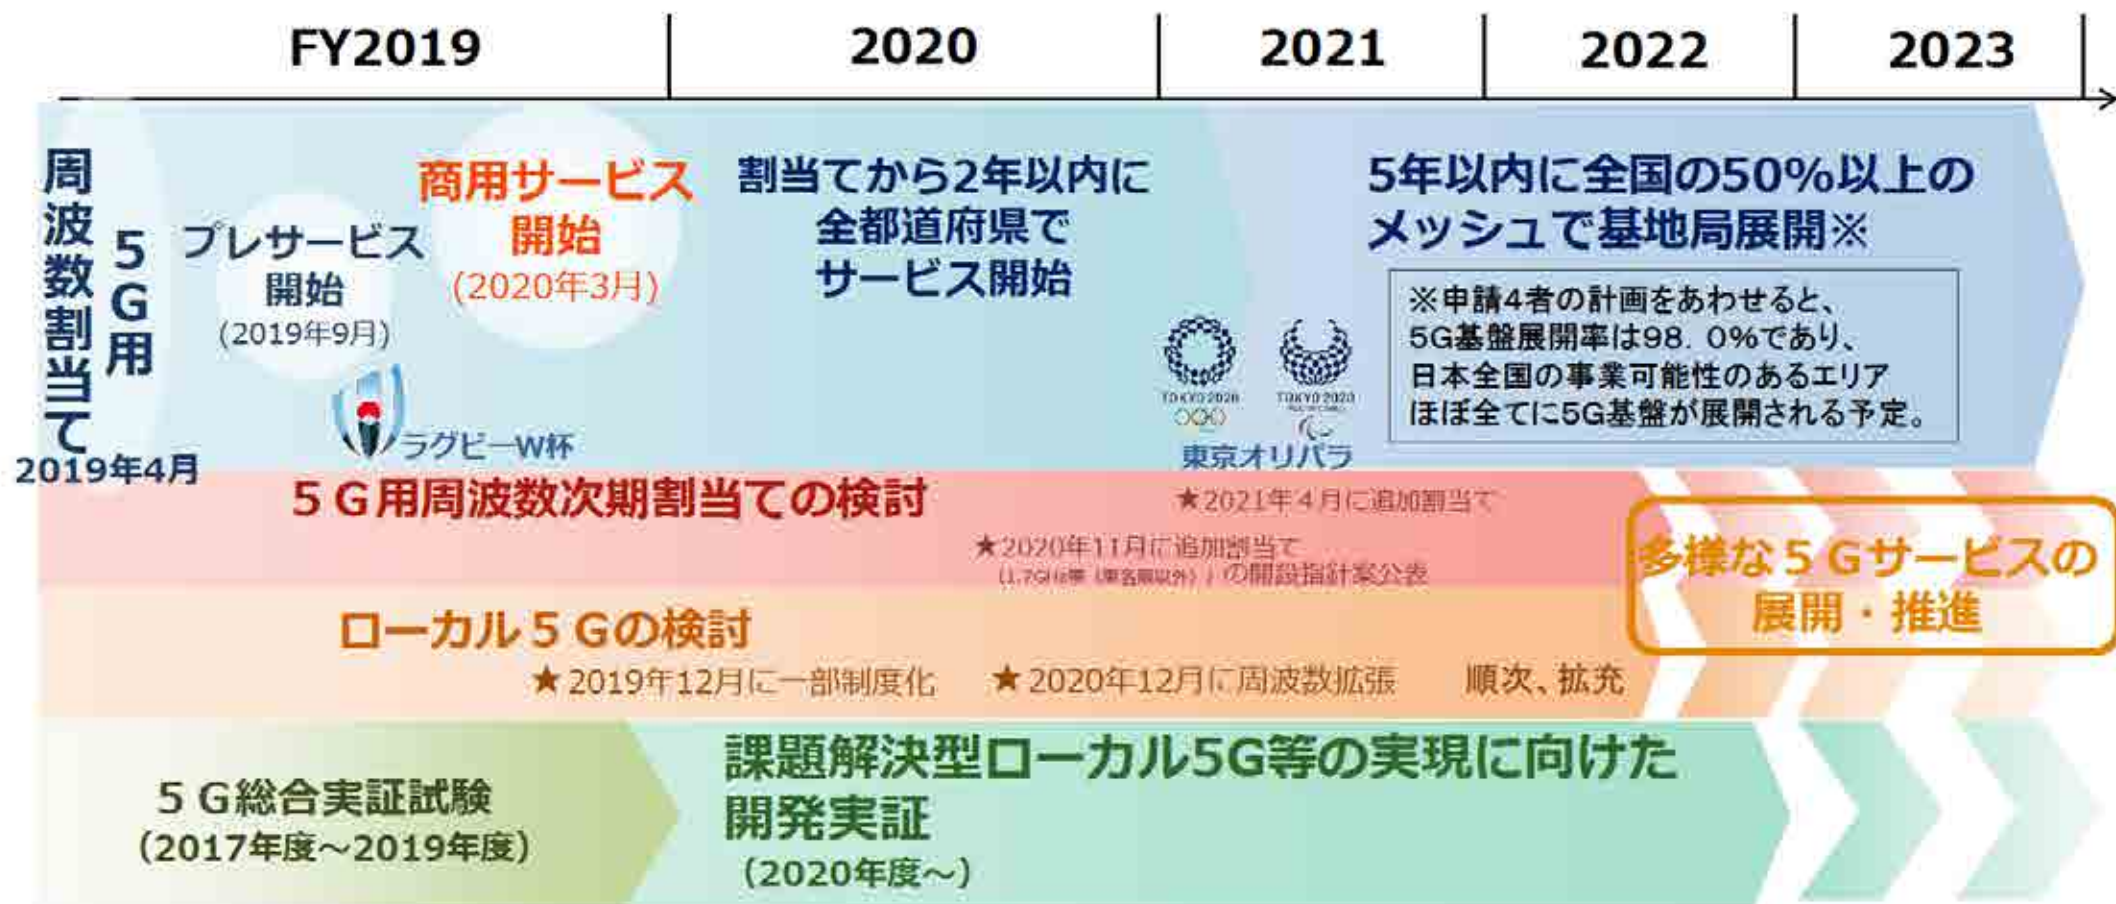 FY2019
2020
2021
2022
2023
5G用
周波数割当て
2019年4月
プレサービス
開始
(2019年9月)
商用サービス
開始
(2020年3月)
ラグビーW杯
割当てから2年以内に
全都道府県で
サービス開始
TOKYO 2020
TOKYO 2020
東京オリパラ
5年以内に全国の50%以上の
メッシュで基地局展開※
※申請4者の計画をあわせると、
5G基盤展開率は98.0%であり、
日本全国の事業可能性のあるエリア
ほぼ全てに5G基盤が展開される予定。
5G用周波数次期割当ての検討
★2021年4月に追加割当て
★2020年11月に追加割当て
(1.7GHz帯(東名阪以外))の開設指針案公表
ローカル5Gの検討
★2019年12月に一部制度化
★2020年12月に周波数拡張
順次、拡充
多様な5Gサービスの
展開・推進
5G総合実証試験
(2017年度～2019年度)
課題解決型ローカル5G等の実現に向けた
開発実証
(2020年度～)